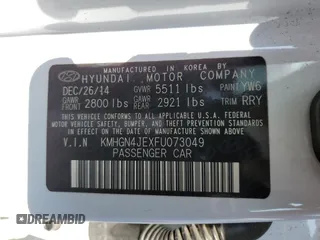 MANUFACTURED IN KOREA BY
HYUNDAI MOTOR COMPANY
DEC/26/14 GVWR 5511 lbs PAINT YW6
GAWR FRONT 2800 lbs GAWR REAR 2921 lbs TRIM RRY
THIS VEHICLE CONFORMS TO ALL APPLICABLE
FEDERAL MOTOR VEHICLE
SAFETY, BUMPER, AND THEFT PREVENTION STANDARDS
IN EFFECT ON THE DATE OF MANUFACTURE SHOWN ABOVE.
V.I.N KMHGN4JEXFU073049
PASSENGER CAR